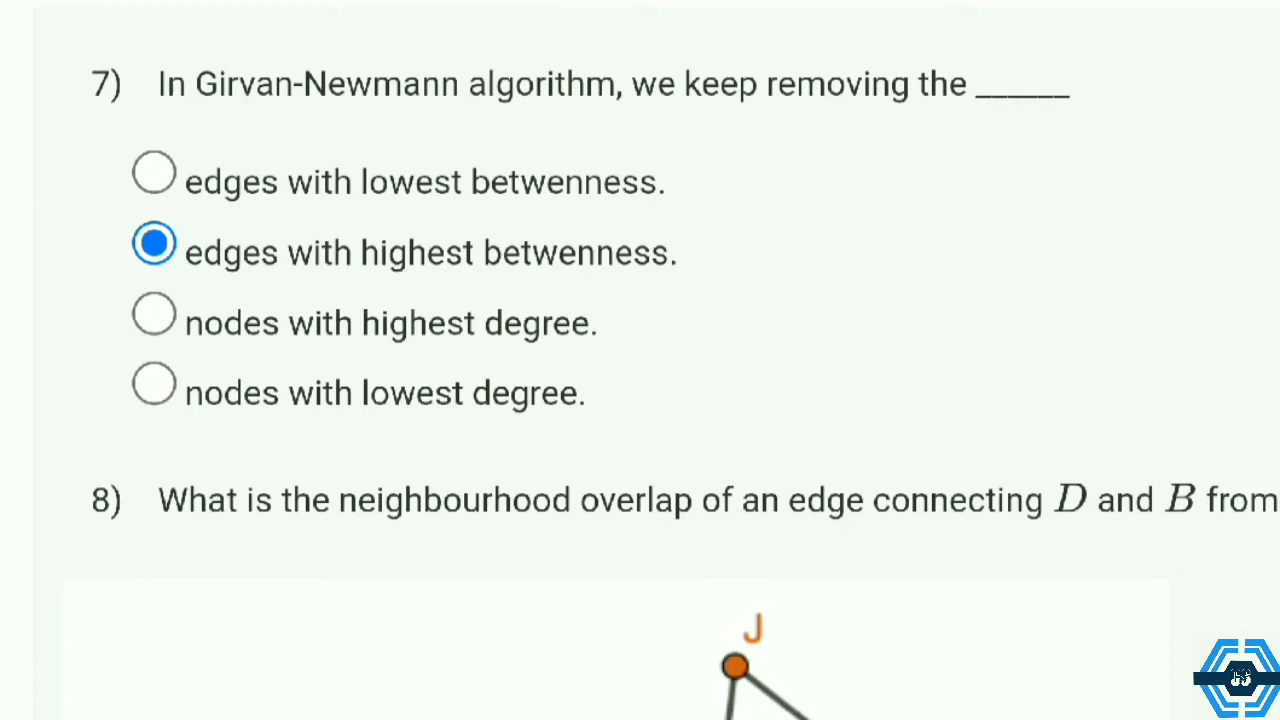 7) In Girvan-Newmann algorithm, we keep removing the ______
edges with lowest betwenness.
edges with highest betwenness.
nodes with highest degree.
nodes with lowest degree.
8) What is the neighbourhood overlap of an edge connecting D and B from
J